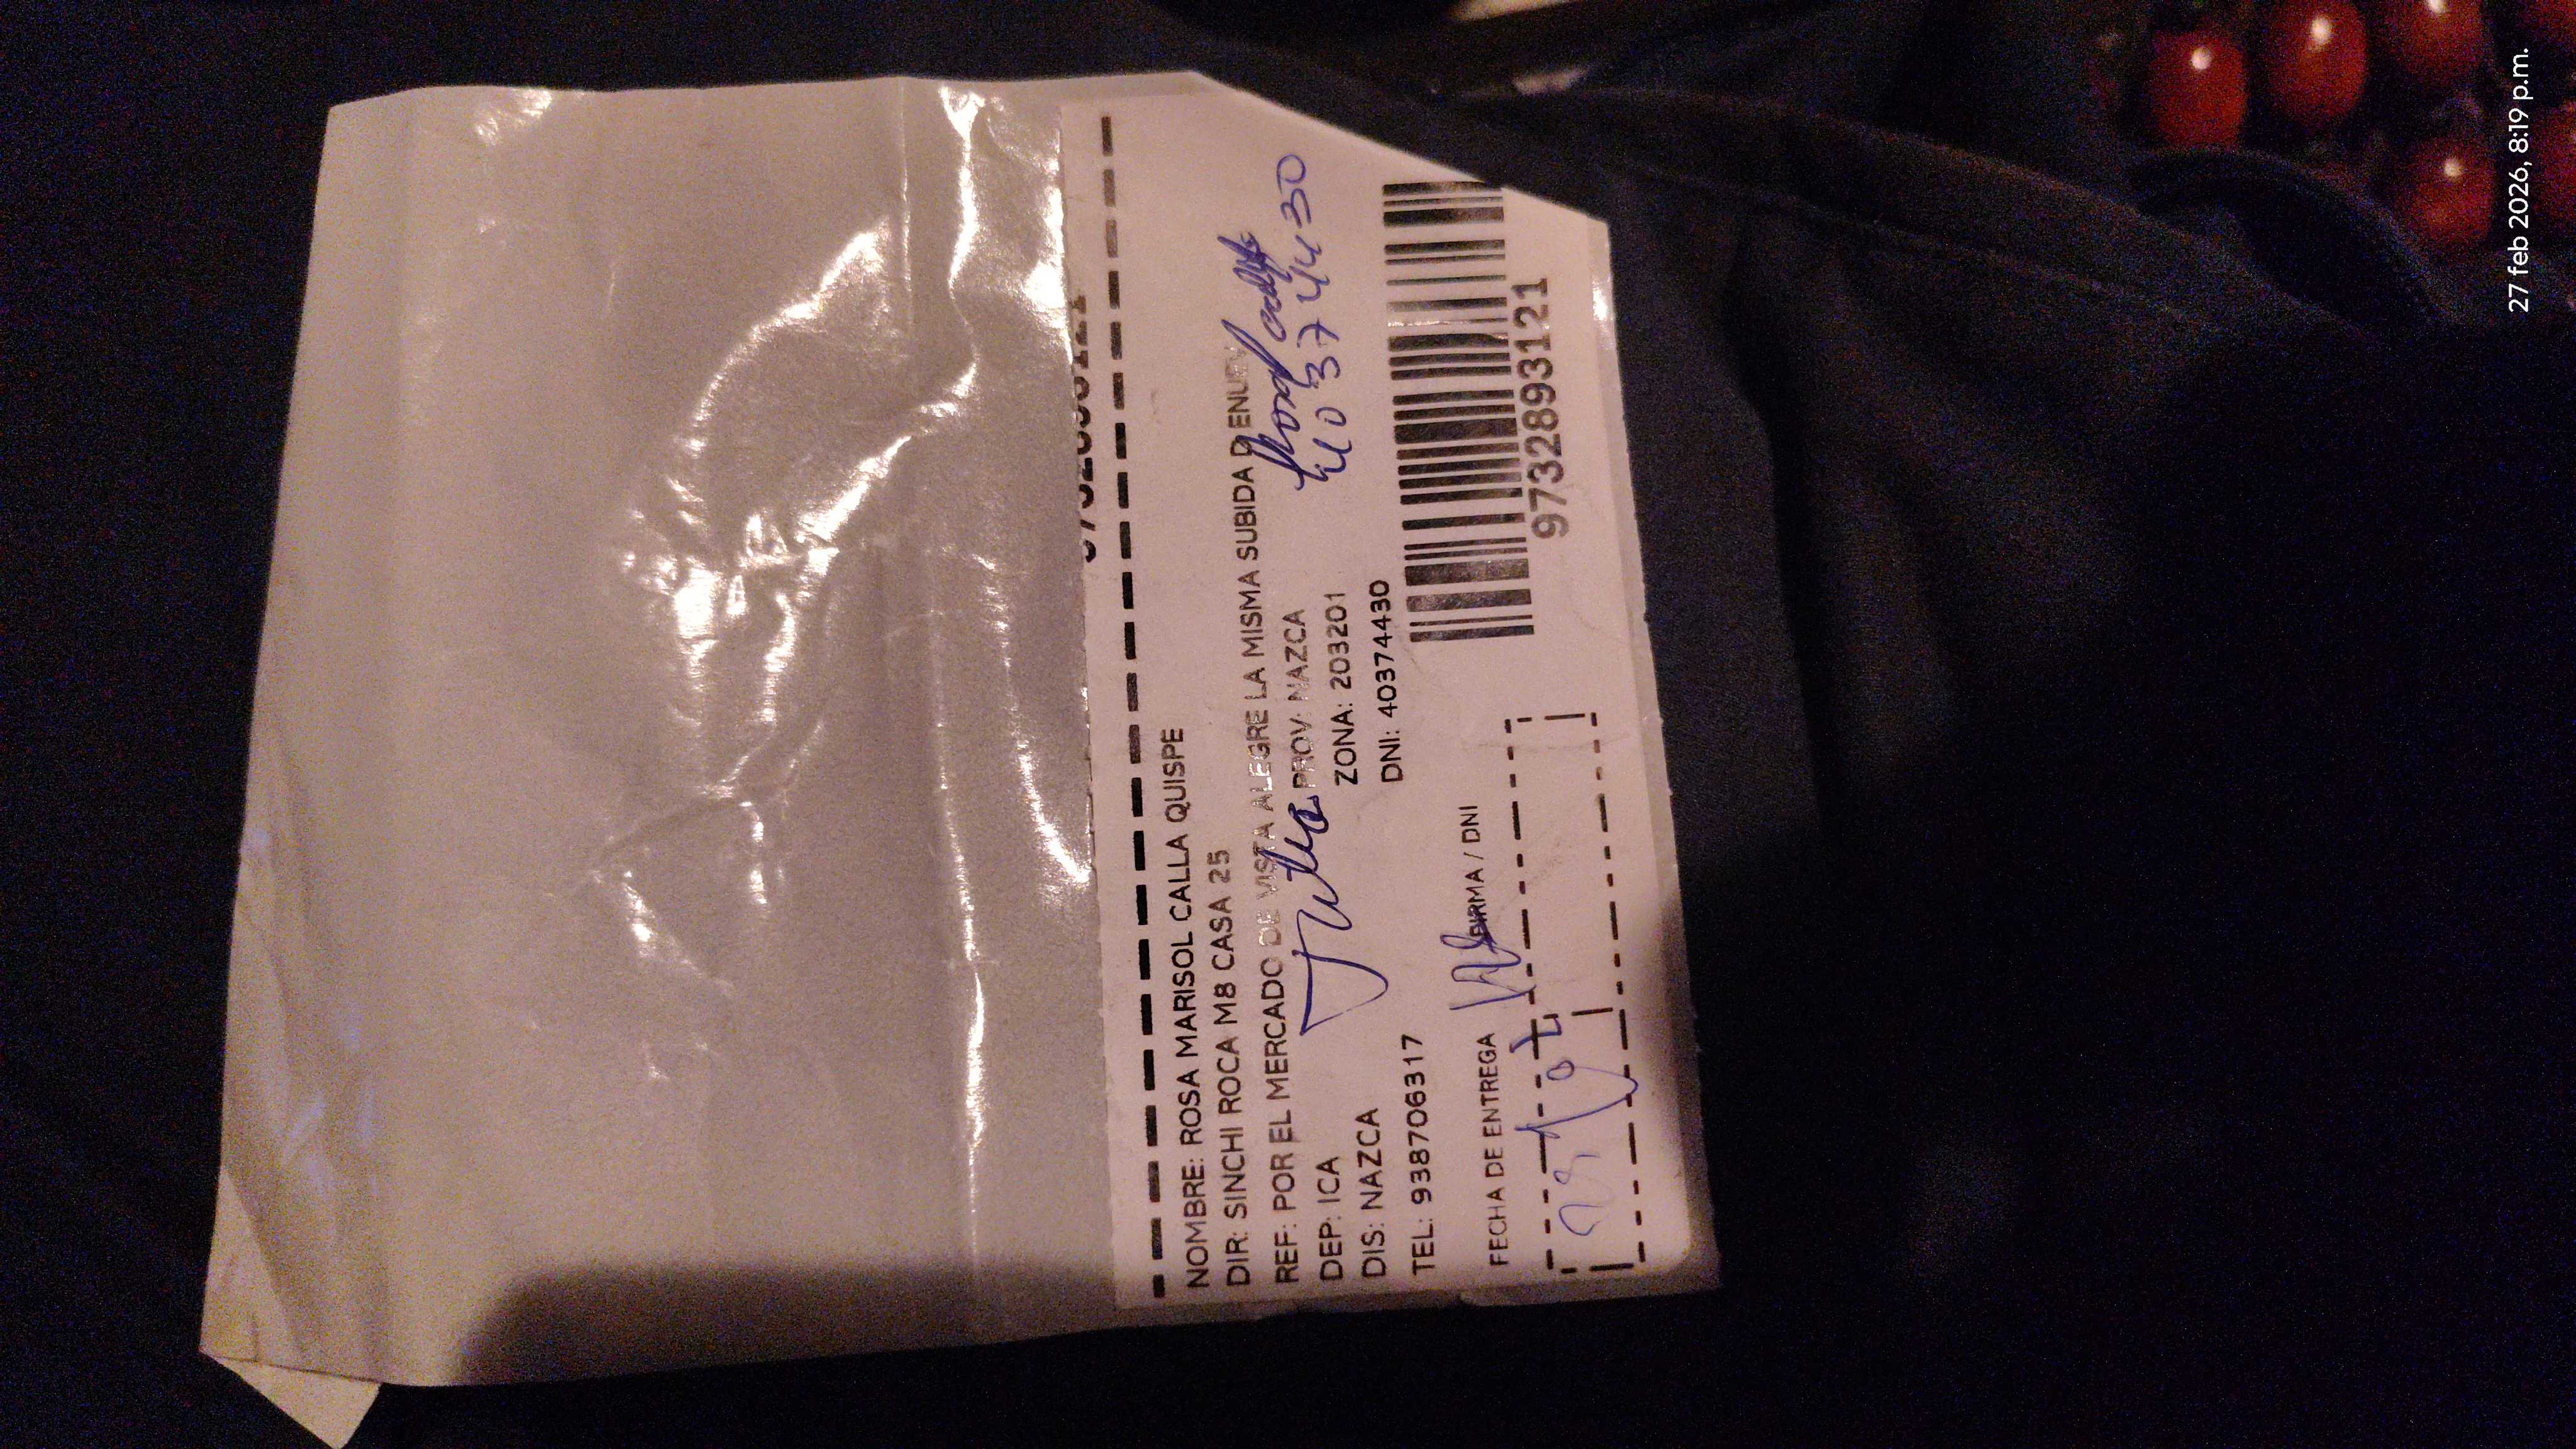 NOMBRE: ROSA MARISOL CALLA QUISPE
DIR: SINCHI ROCA M8 CASA 25
REF: POR EL MERCADO DE VISTA ALEGRE LA MISMA SUBIDA D ENL
DEP: ICA
PROV: NAZCA
DIS: NAZCA
ZONA: 203201
TEL: 938706317
DNI: 40374430
40374430
FECHA DE ENTREGA
FIRMA / DNI
9732893121
27 feb 2026, 8:19 p.m.